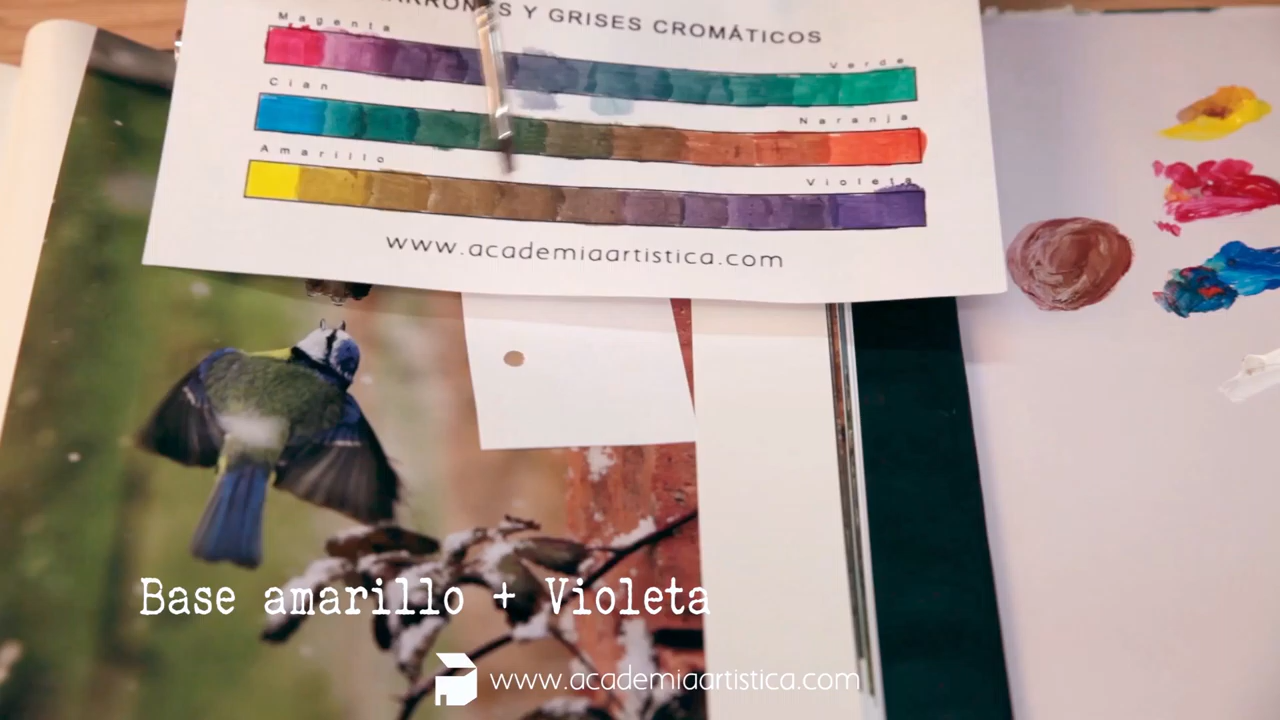 Y GRISES CROMÁTICOS
Magenta
Verde
Cian
Naranja
Amarillo
Violeta
www.academiaartistica.com
Base amarillo + Violeta
www.academiaartistica.com